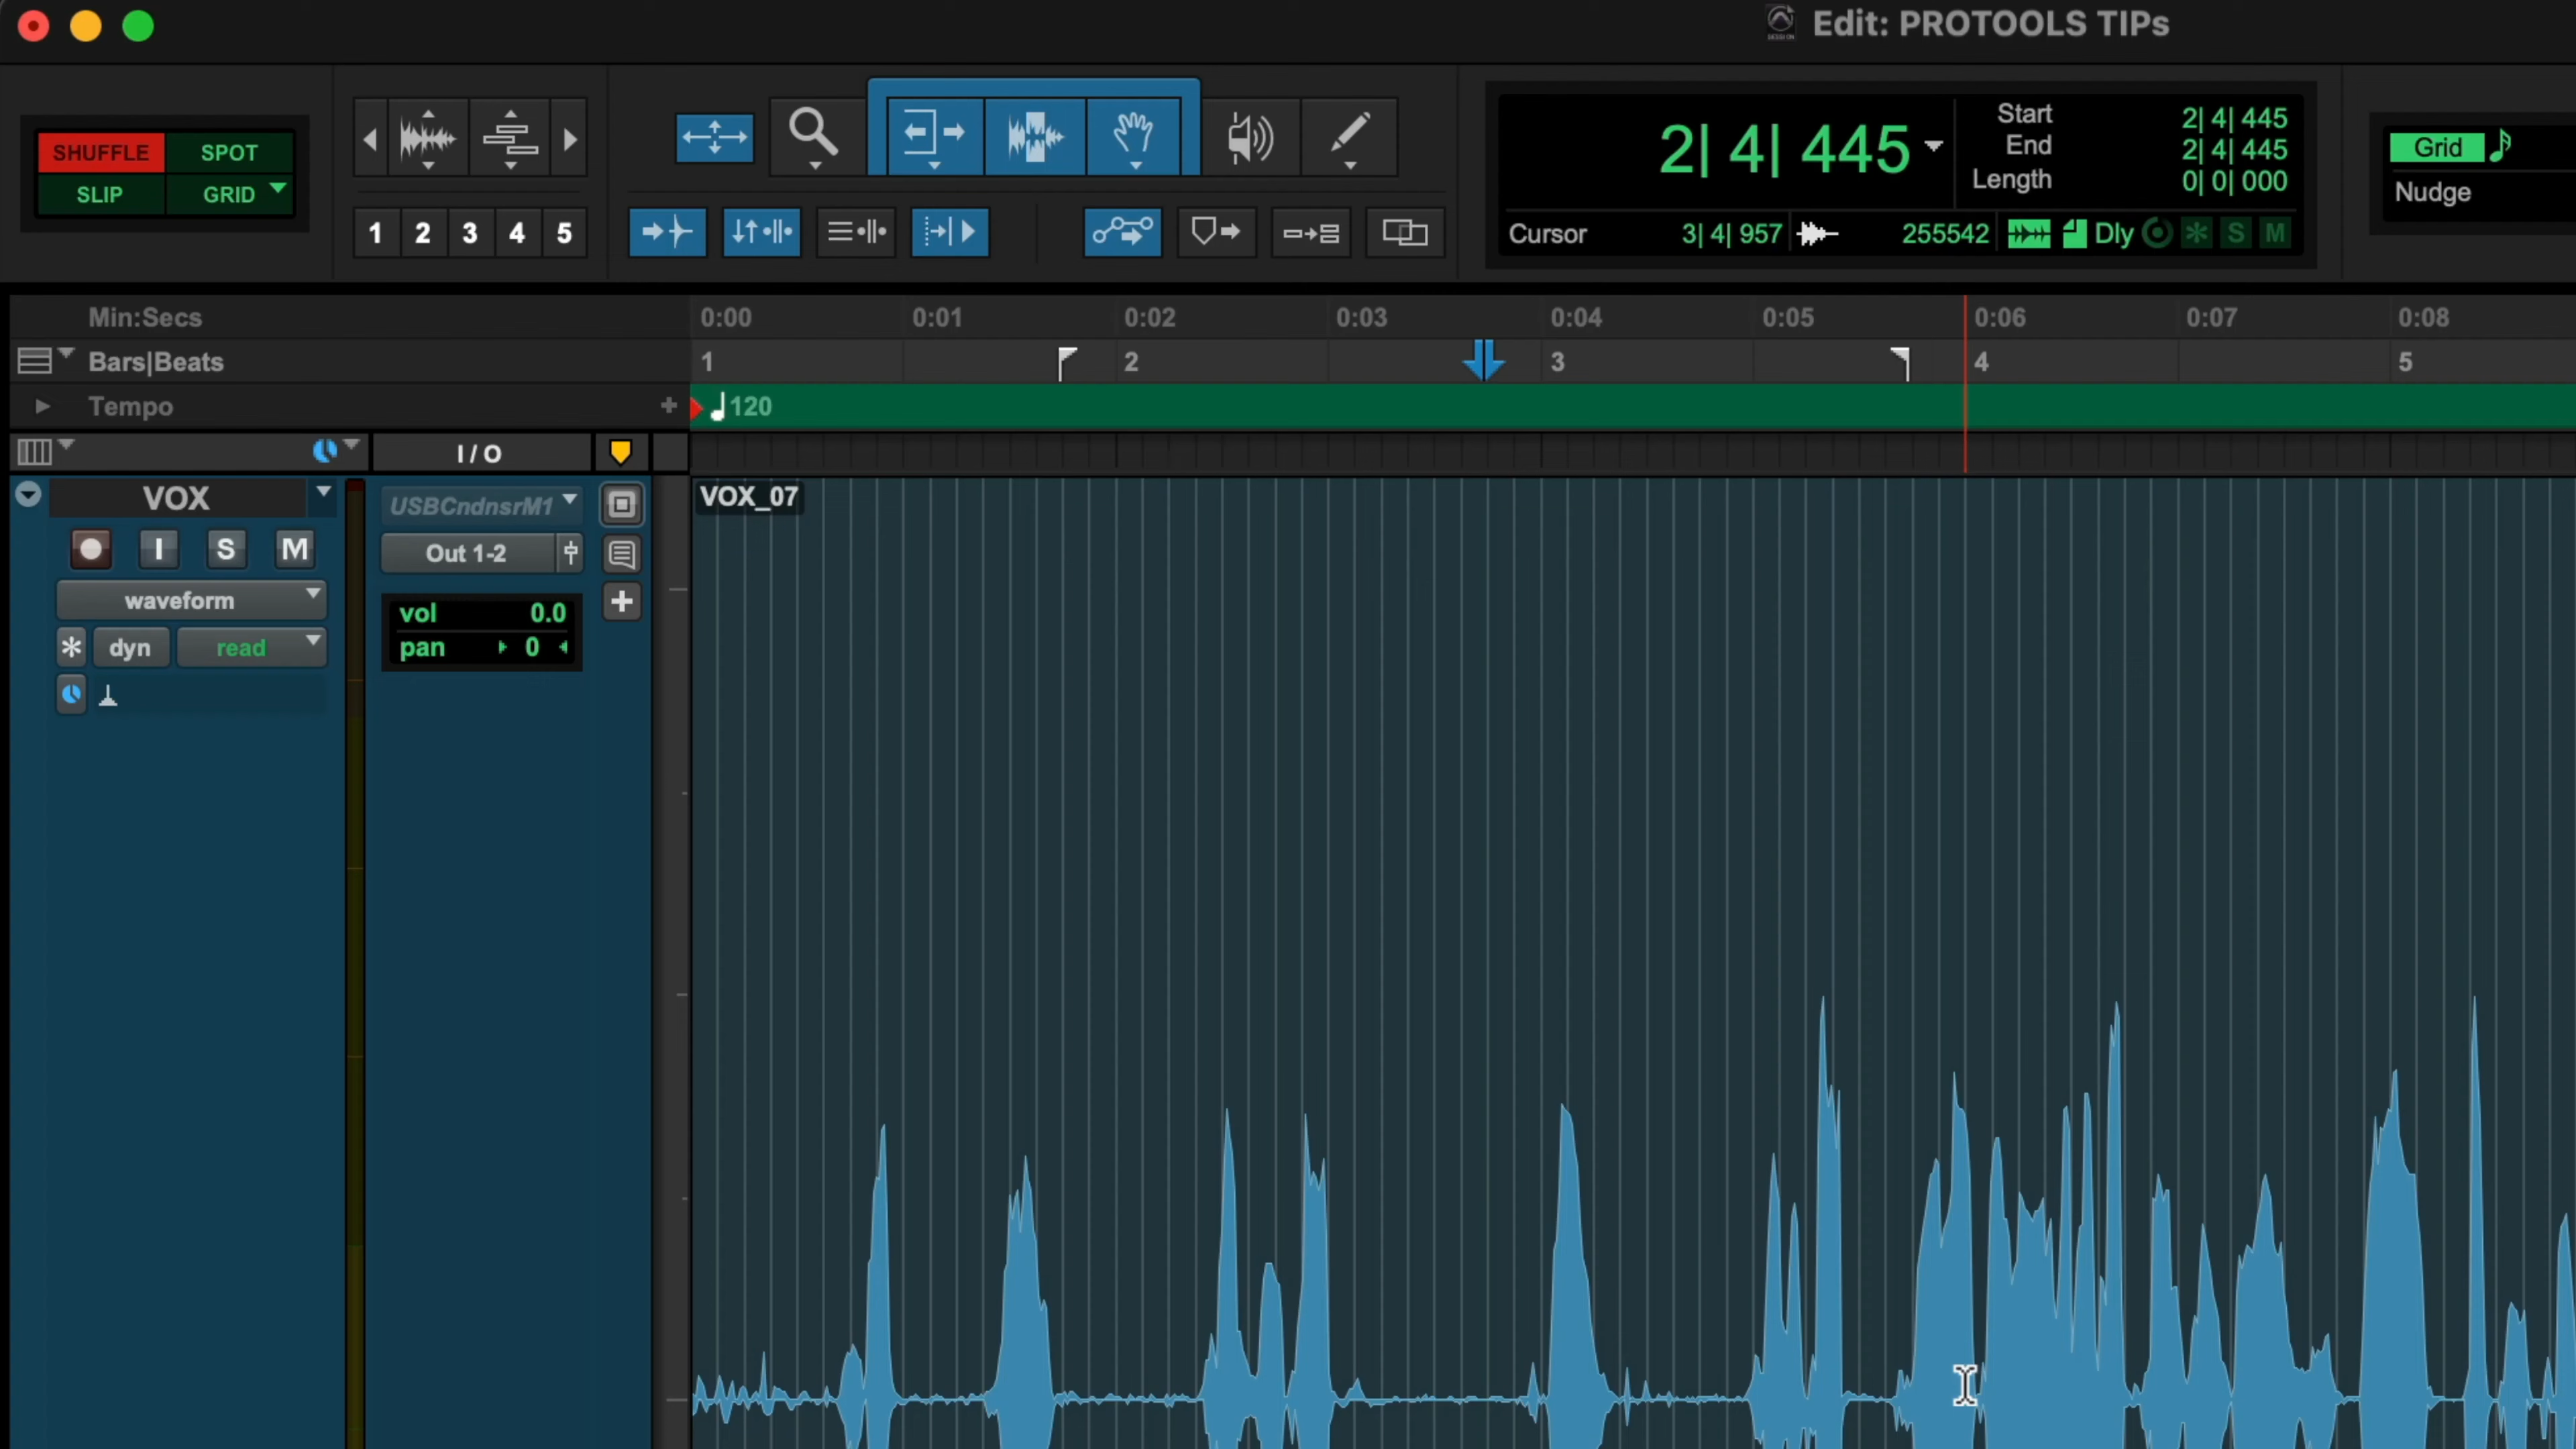 Edit: PROTOOLS TIPs
SHUFFLE SPOT
SLIP GRID
1 2 3 4 5
2| 4| 445
Start 2| 4| 445
End 2| 4| 445
Length 0| 0| 000
Cursor 3| 4| 957 255542 Dly S M
Grid
Nudge
Min:Secs 0:00 0:01 0:02 0:03 0:04 0:05 0:06 0:07 0:08
Bars|Beats 1 2 3 4 5
Tempo + 120
I / O
VOX
USBCndnsrM1
VOX_07
I S M
Out 1-2
waveform
vol 0.0
dyn read
pan 0